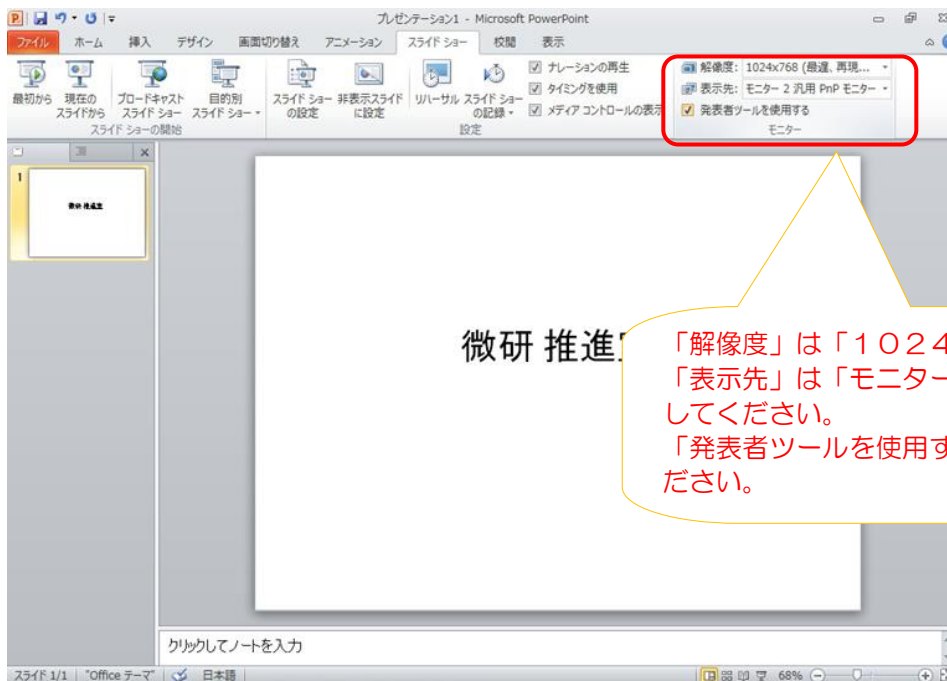 プレゼンテーション1 - Microsoft PowerPoint
ファイル ホーム 挿入 デザイン 画面切り替え アニメーション スライド ショー 校閲 表示
最初から 現在の スライドから ブロードキャスト スライド ショー 目的別 スライド ショー
スライド ショーの開始
スライド ショー の設定 非表示スライド に設定 リハーサル スライド ショー の記録
ナレーションの再生
タイミングを使用
メディア コントロールの表示
設定
解像度: 1024x768 (最速、再現...
表示先: モニター 2 汎用 PnP モニター
発表者ツールを使用する
モニター
1
微研 推進室
微研 推進
「解像度」は「1024
「表示先」は「モニター
してください。
「発表者ツールを使用す
ださい。
クリックしてノートを入力
スライド 1/1 "Office テーマ" 日本語 68%